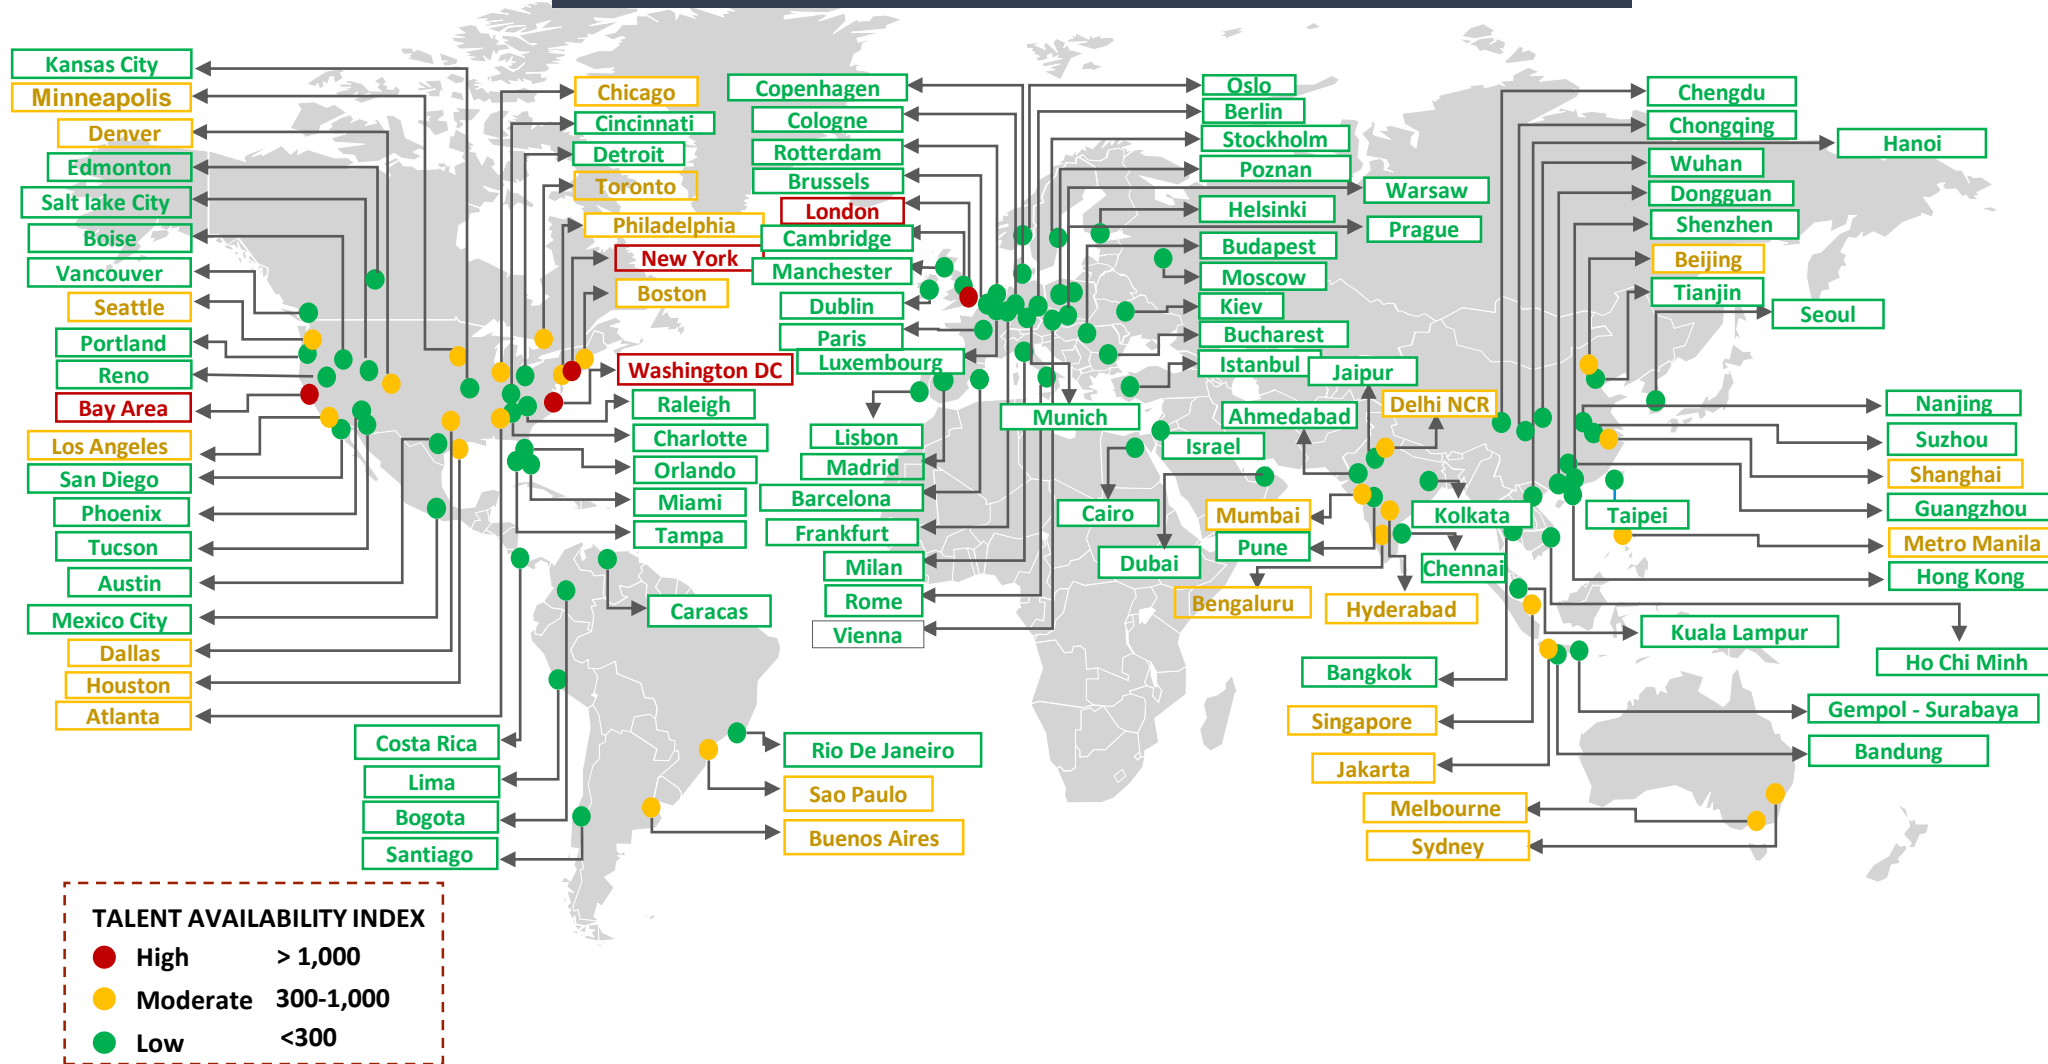 Kansas City
Minneapolis
Denver
Edmonton
Salt lake City
Boise
Vancouver
Seattle
Portland
Reno
Bay Area
Los Angeles
San Diego
Phoenix
Tucson
Austin
Mexico City
Dallas
Houston
Atlanta
Chicago
Cincinnati
Detroit
Toronto
Philadelphia
New York
Boston
Washington DC
Raleigh
Charlotte
Orlando
Miami
Tampa
Caracas
Costa Rica
Lima
Bogota
Santiago
Rio De Janeiro
Sao Paulo
Buenos Aires
Copenhagen
Cologne
Rotterdam
Brussels
London
Cambridge
Manchester
Dublin
Paris
Luxembourg
Lisbon
Madrid
Barcelona
Frankfurt
Milan
Rome
Vienna
Oslo
Berlin
Stockholm
Poznan
Warsaw
Helsinki
Prague
Budapest
Moscow
Kiev
Bucharest
Istanbul
Munich
Jaipur
Ahmedabad
Delhi NCR
Israel
Cairo
Dubai
Mumbai
Pune
Bengaluru
Hyderabad
Kolkata
Chennai
Chengdu
Chongqing
Hanoi
Wuhan
Dongguan
Shenzhen
Beijing
Tianjin
Seoul
Nanjing
Suzhou
Shanghai
Guangzhou
Taipei
Metro Manila
Hong Kong
Kuala Lampur
Ho Chi Minh
Bangkok
Singapore
Jakarta
Gempol - Surabaya
Bandung
Melbourne
Sydney
TALENT AVAILABILITY INDEX
High > 1,000
Moderate 300-1,000
Low <300